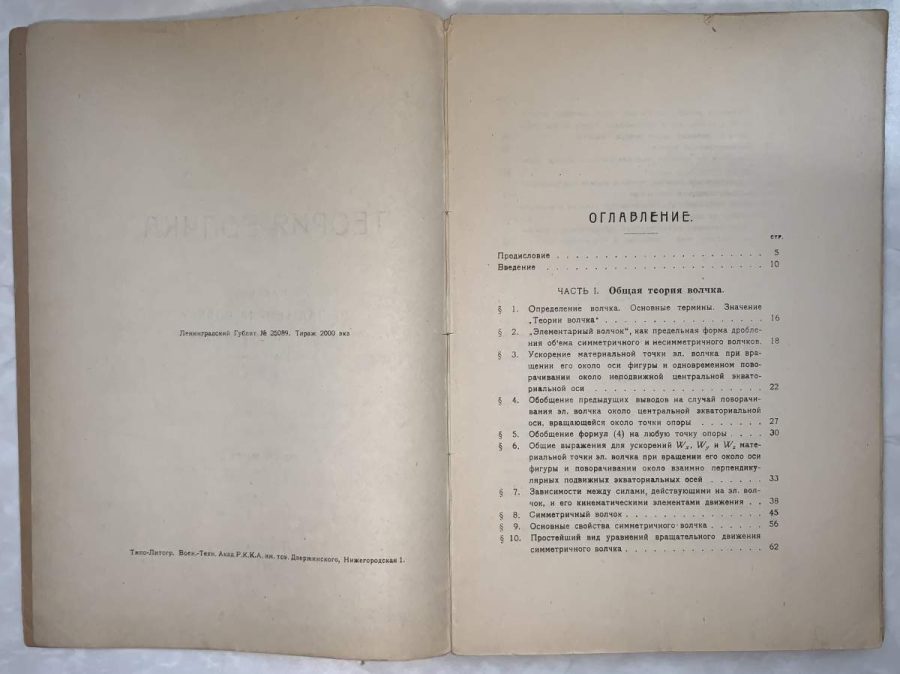 Ленинградский Гублит. № 25089. Тираж 2000 экз
Типо-Литогр. Воен.-Техн. Акад. Р.К.К.А. им. тов. Дзержинского, Нижегородская 1.
ОГЛАВЛЕНИЕ.
СТР.
Предисловие . . . . . . . . . . . . . . . . . . . . 5
Введение . . . . . . . . . . . . . . . . . . . . 10
ЧАСТЬ I. Общая теория волчка.
§ 1. Определение волчка. Основные термины. Значение
„Теории волчка“ . . . . . . . . . . . . . . . . 16
§ 2. „Элементарный волчок“, как предельная форма дробле-
ния об'ема симметричного и несимметричного волчков. 18
§ 3. Ускорение материальной точки эл. волчка при вра-
щении его около оси фигуры и одновременном пово-
рачивании около неподвижной центральной эквато-
риальной оси . . . . . . . . . . . . . . . . . 22
§ 4. Обобщение предыдущих выводов на случай поворачи-
вания эл. волчка около центральной экваториальной
оси, вращающейся около точки опоры . . . . . . . 27
§ 5. Обобщение формул (4) на любую точку опоры . . . . 30
§ 6. Общие выражения для ускорений Wx, Wy и Wz мате-
риальной точки эл. волчка при вращении его около оси
фигуры и поворачивании около взаимно перпендику-
лярных подвижных экваториальных осей . . . . . . 33
§ 7. Зависимости между силами, действующими на эл. вол-
чок, и его кинематическими элементами движения . . 38
§ 8. Симметричный волчок . . . . . . . . . . . . . . 45
§ 9. Основные свойства симметричного волчка . . . . . 56
§ 10. Простейший вид уравнений вращательного движения
симметричного волчка . . . . . . . . . . . . . . 62